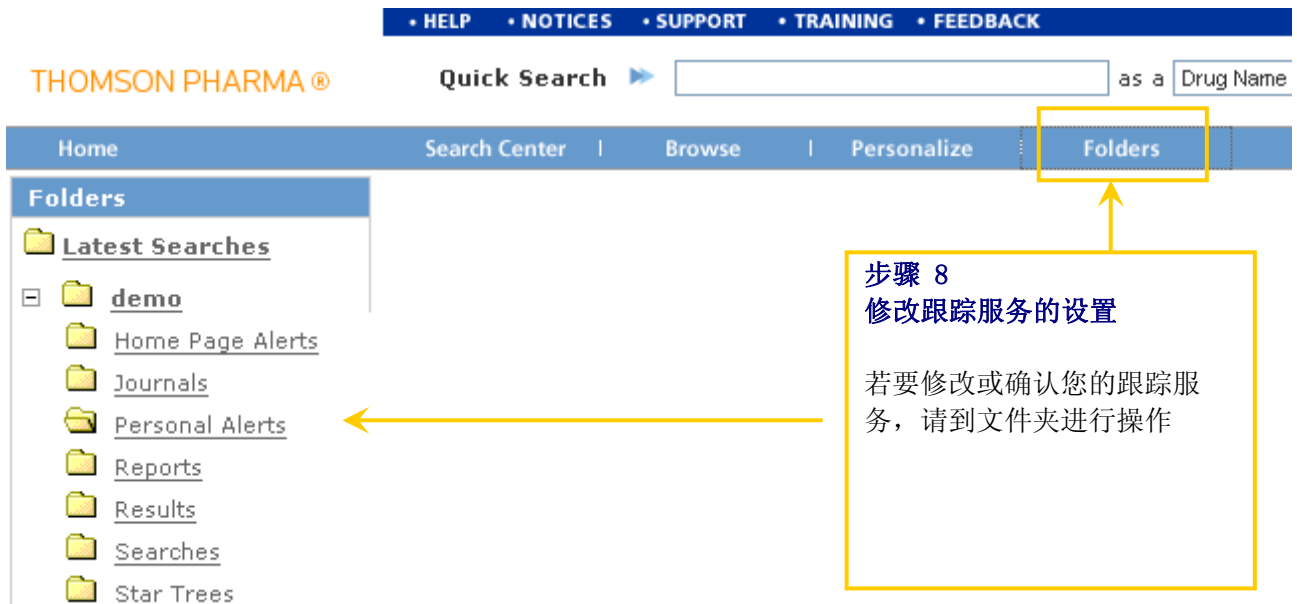 • HELP • NOTICES • SUPPORT • TRAINING • FEEDBACK
THOMSON PHARMA ®
Quick Search as a Drug Name
Home Search Center | Browse | Personalize Folders
Folders
Latest Searches
demo
Home Page Alerts
Journals
Personal Alerts
Reports
Results
Searches
Star Trees
步骤 8
修改跟踪服务的设置
若要修改或确认您的跟踪服
务，请到文件夹进行操作